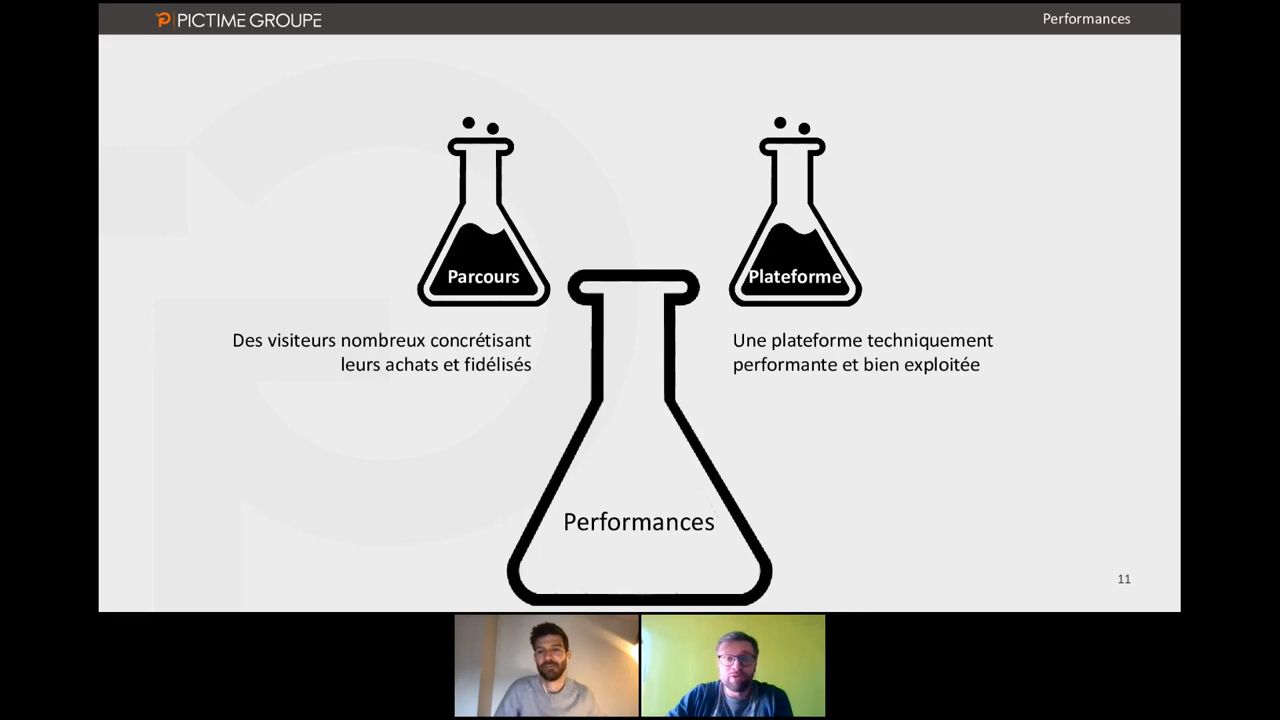 PICTIME GROUPE
Performances
Parcours
Plateforme
Des visiteurs nombreux concrétisant
leurs achats et fidélisés
Une plateforme techniquement
performante et bien exploitée
Performances
11